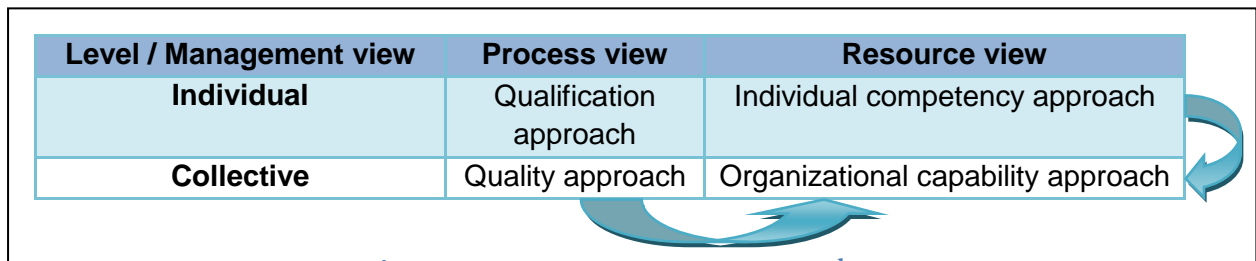 Level / Management view Process view Resource view
Individual Qualification approach Individual competency approach
Collective Quality approach Organizational capability approach